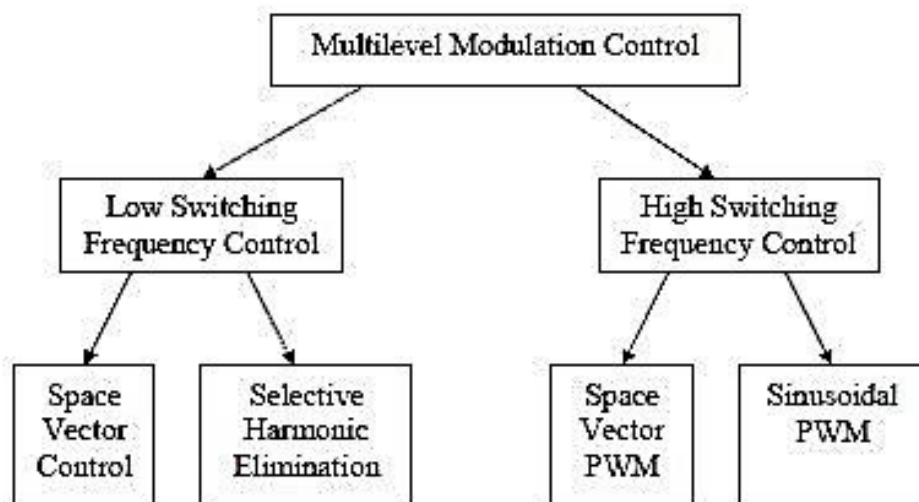 Multilevel Modulation Control
Low Switching
Frequency Control
High Switching
Frequency Control
Space
Vector
Control
Selective
Harmonic
Elimination
Space
Vector
PWM
Sinusoidal
PWM